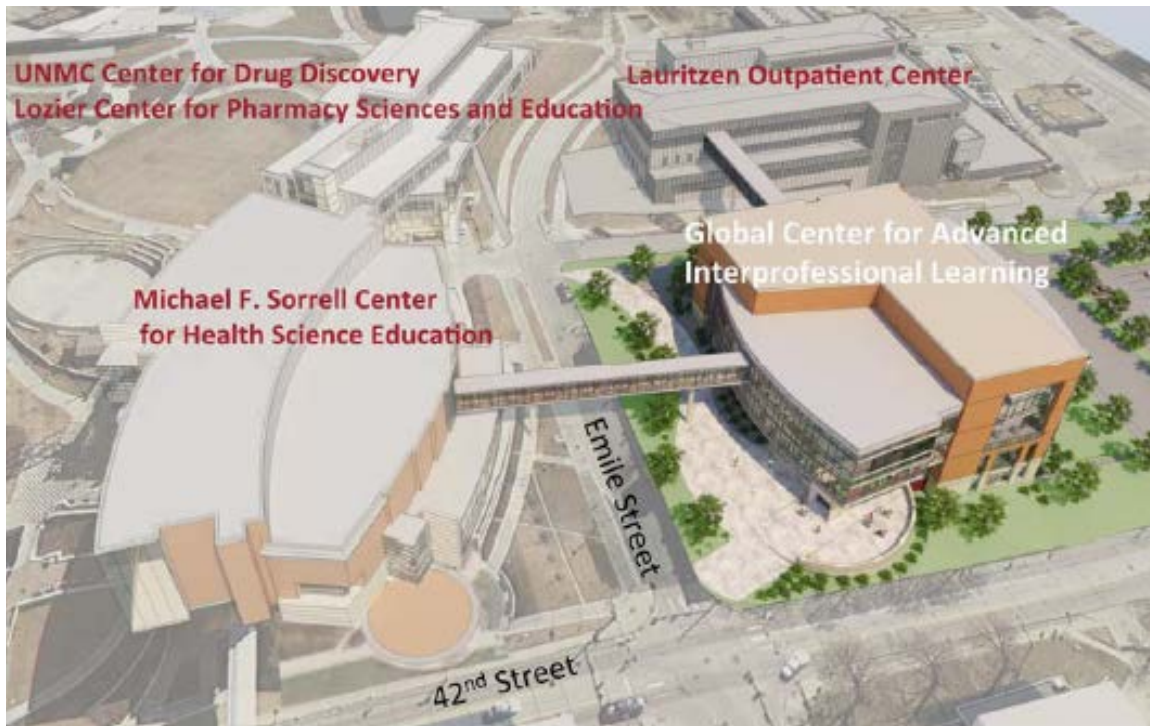 UNMC Center for Drug Discovery
Lozier Center for Pharmacy Sciences and Education
Lauritzen Outpatient Center
Global Center for Advanced
Interprofessional Learning
Michael F. Sorrell Center
for Health Science Education
Emile Street
42nd Street